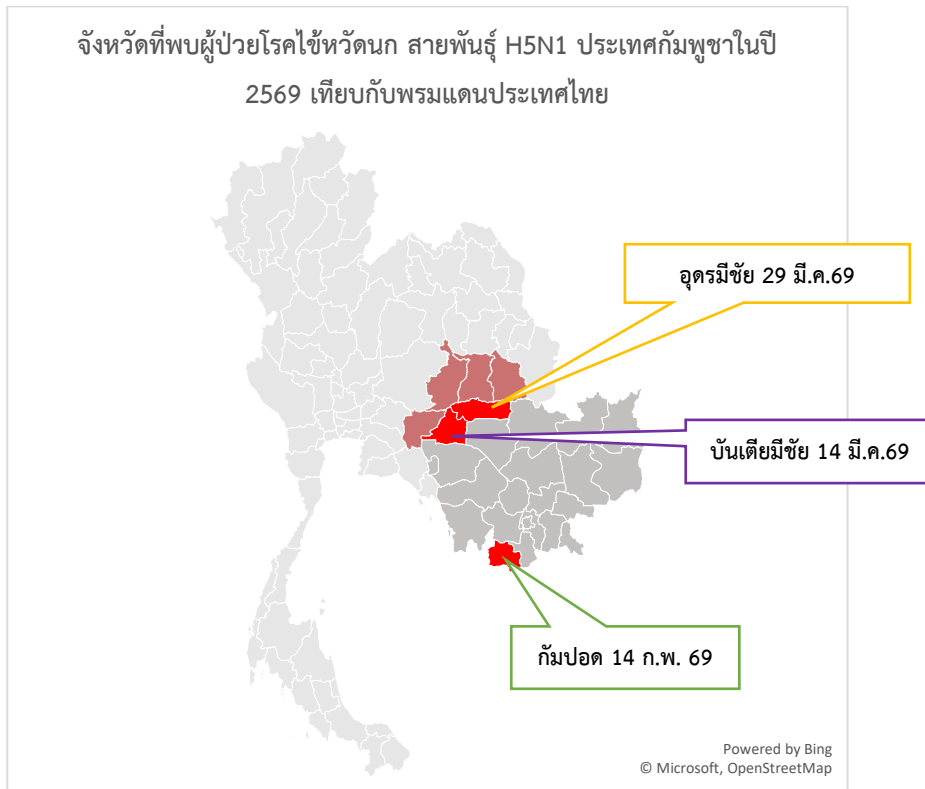 จังหวัดที่พบผู้ป่วยโรคไข้หวัดนก สายพันธุ์ H5N1 ประเทศกัมพูชาในปี
2569 เทียบกับพรมแดนประเทศไทย
อุดรมีชัย 29 มี.ค.69
บันเตียมีชัย 14 มี.ค.69
กัมปอด 14 ก.พ. 69
Powered by Bing
© Microsoft, OpenStreetMap